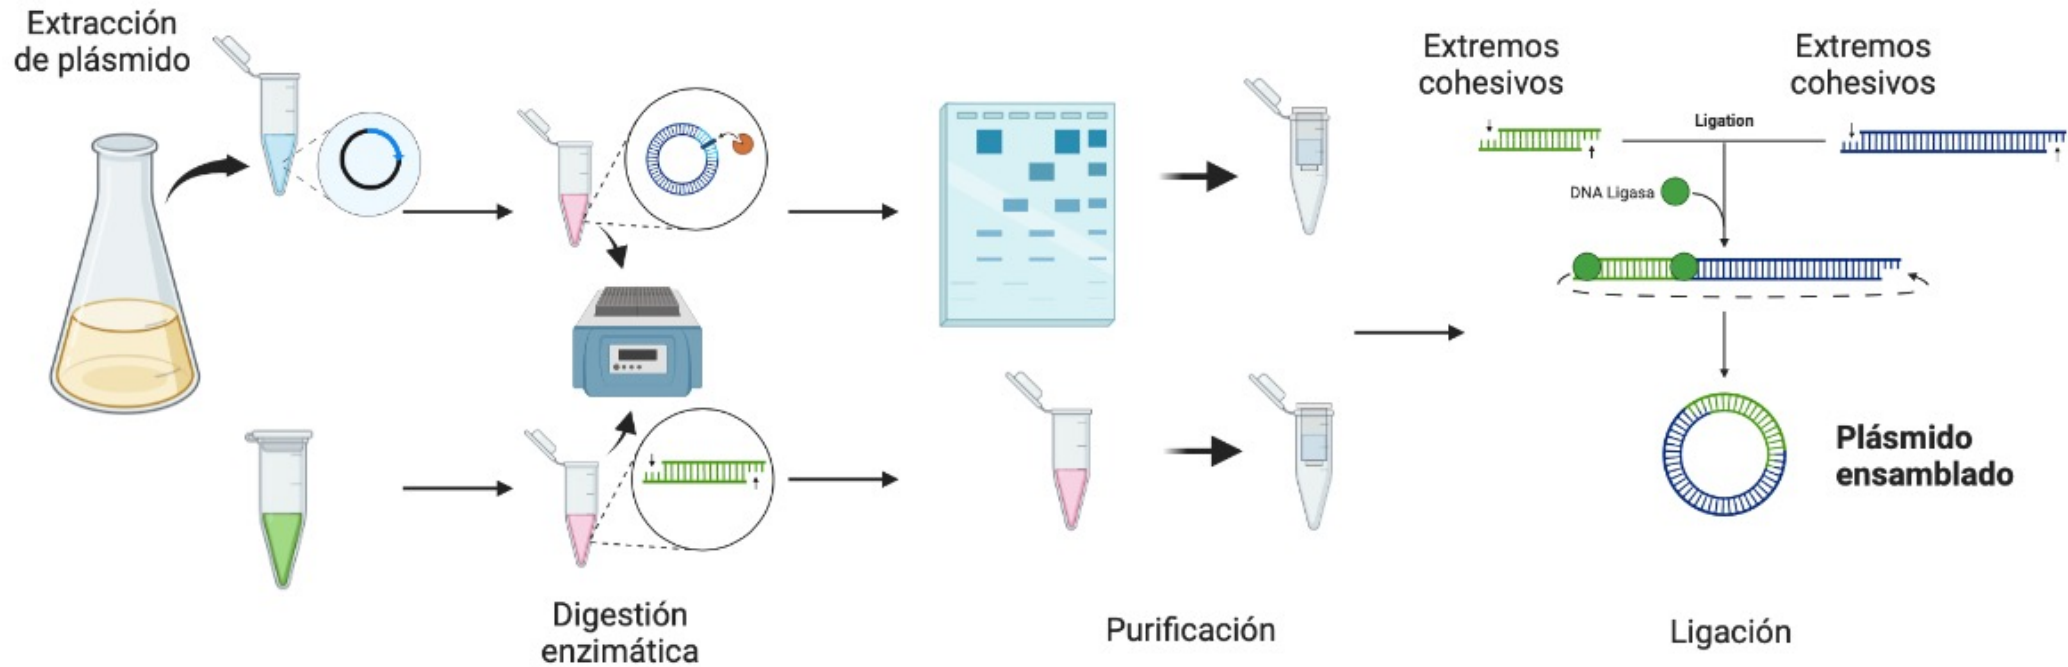 Extracción
de plásmido
Digestión
enzimática
Purificación
Extremos
cohesivos
Extremos
cohesivos
Ligation
DNA Ligasa
Plásmido
ensamblado
Ligación